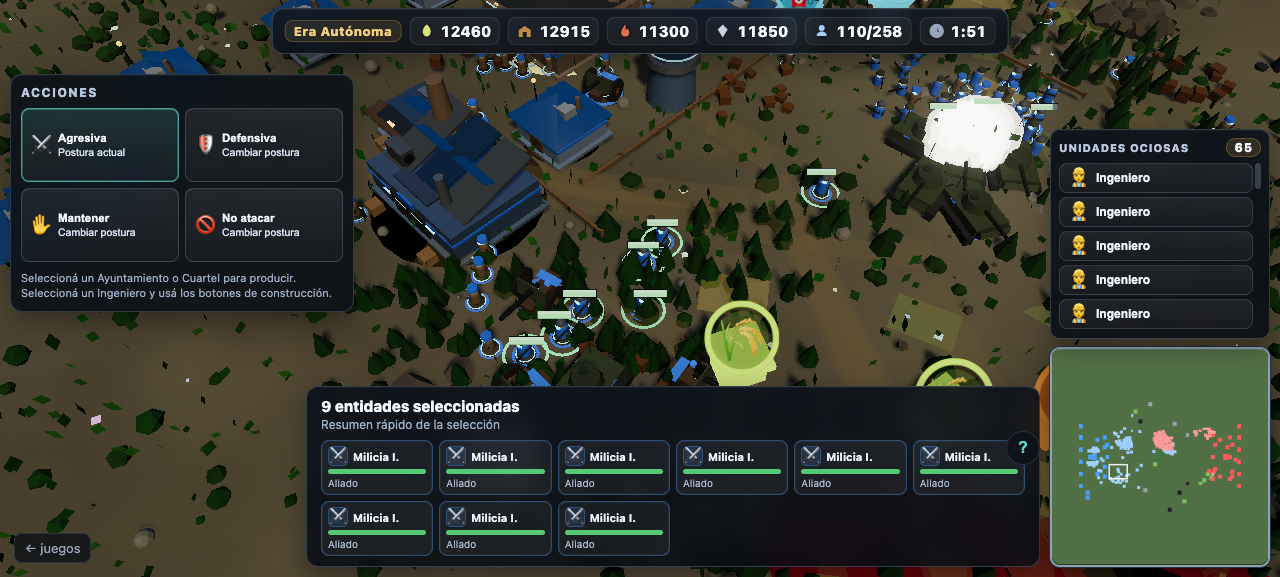 Era Autónoma
12460
12915
11300
11850
110/258
1:51
ACCIONES
Agresiva
Postura actual
Defensiva
Cambiar postura
Mantener
Cambiar postura
No atacar
Cambiar postura
Seleccioná un Ayuntamiento o Cuartel para producir.
Seleccioná un Ingeniero y usá los botones de construcción.
UNIDADES OCIOSAS
65
Ingeniero
Ingeniero
Ingeniero
Ingeniero
Ingeniero
9 entidades seleccionadas
Resumen rápido de la selección
?
Milicia I.
Aliado
Milicia I.
Aliado
Milicia I.
Aliado
Milicia I.
Aliado
Milicia I.
Aliado
Milicia I.
Aliado
Milicia I.
Aliado
Milicia I.
Aliado
Milicia I.
Aliado
← juegos